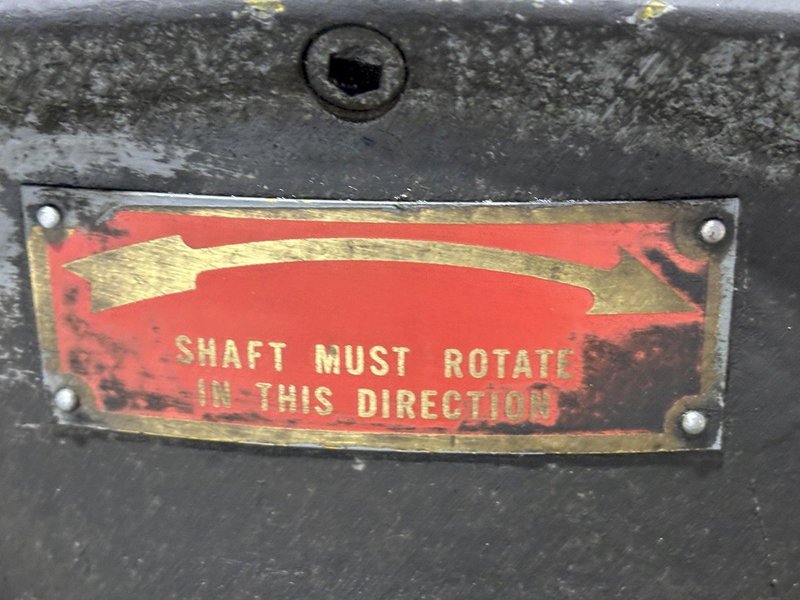 SHAFT MUST ROTATE
IN THIS DIRECTION